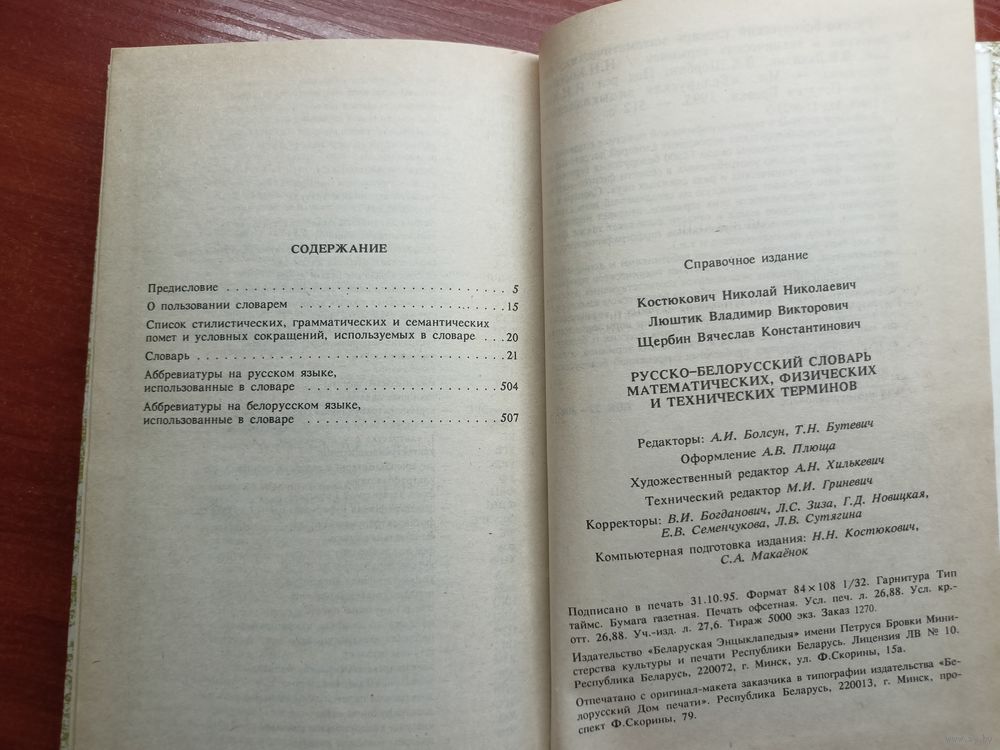 СОДЕРЖАНИЕ
Предисловие . . . . . . . . . . . . . . . . . . . . . . . . . . . . . . 5
О пользовании словарем . . . . . . . . . . . . . . . . . . . . . . 15
Список стилистических, грамматических и семантических
помет и условных сокращений, используемых в словаре . . . 20
Словарь . . . . . . . . . . . . . . . . . . . . . . . . . . . . . . . . . 21
Аббревиатуры на русском языке,
использованные в словаре . . . . . . . . . . . . . . . . . . . . 504
Аббревиатуры на белорусском языке,
использованные в словаре . . . . . . . . . . . . . . . . . . . . 507
Справочное издание
Костюкович Николай Николаевич
Люштик Владимир Викторович
Щербин Вячеслав Константинович
РУССКО–БЕЛОРУССКИЙ СЛОВАРЬ
МАТЕМАТИЧЕСКИХ, ФИЗИЧЕСКИХ
И ТЕХНИЧЕСКИХ ТЕРМИНОВ
Редакторы: А.И. Болсун, Т.Н. Бутевич
Оформление А.В. Плюща
Художественный редактор А.Н. Хилькевич
Технический редактор М.И. Гриневич
Корректоры: В.И. Богданович, Л.С. Зиза, Г.Д. Новицкая,
Е.В. Семенчукова, Л.В. Сутягина
Компьютерная подготовка издания: Н.Н. Костюкович,
С.А. Макаёнок
Подписано в печать 31.10.95. Формат 84×108 1/32. Гарнитура Тип
таймс. Бумага газетная. Печать офсетная. Усл. печ. л. 26,88. Усл. кр.-
отт. 26,88. Уч.-изд. л. 27,6. Тираж 5000 экз. Заказ 1270.
Издательство «Беларуская Энцыклапедыя» имени Петруся Бровки Мини-
стерства культуры и печати Республики Беларусь. Лицензия ЛВ № 10.
Республика Беларусь, 220072, г. Минск, ул. Ф.Скорины, 15а.
Отпечатано с оригинал-макета заказчика в типографии издательства «Бе-
лорусский Дом печати». Республика Беларусь, 220013, г. Минск, про-
спект Ф.Скорины, 79.